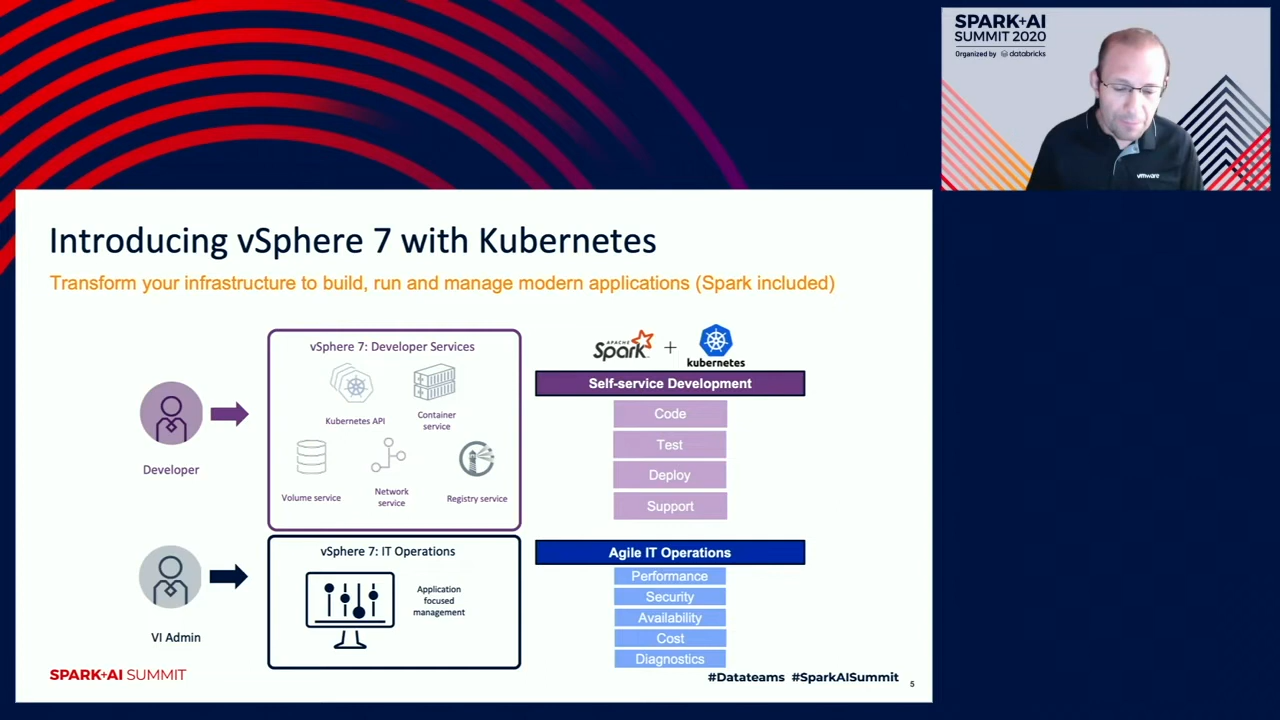 SPARK+AI
SUMMIT 2020
Organized by databricks
vmware
Introducing vSphere 7 with Kubernetes
Transform your infrastructure to build, run and manage modern applications (Spark included)
vSphere 7: Developer Services
Kubernetes API
Container
service
Volume service
Network
service
Registry service
Developer
APACHE
Spark
+
kubernetes
Self-service Development
Code
Test
Deploy
Support
vSphere 7: IT Operations
Application
focused
management
VI Admin
Agile IT Operations
Performance
Security
Availability
Cost
Diagnostics
SPARK+AI SUMMIT
#Datateams #SparkAISummit
5